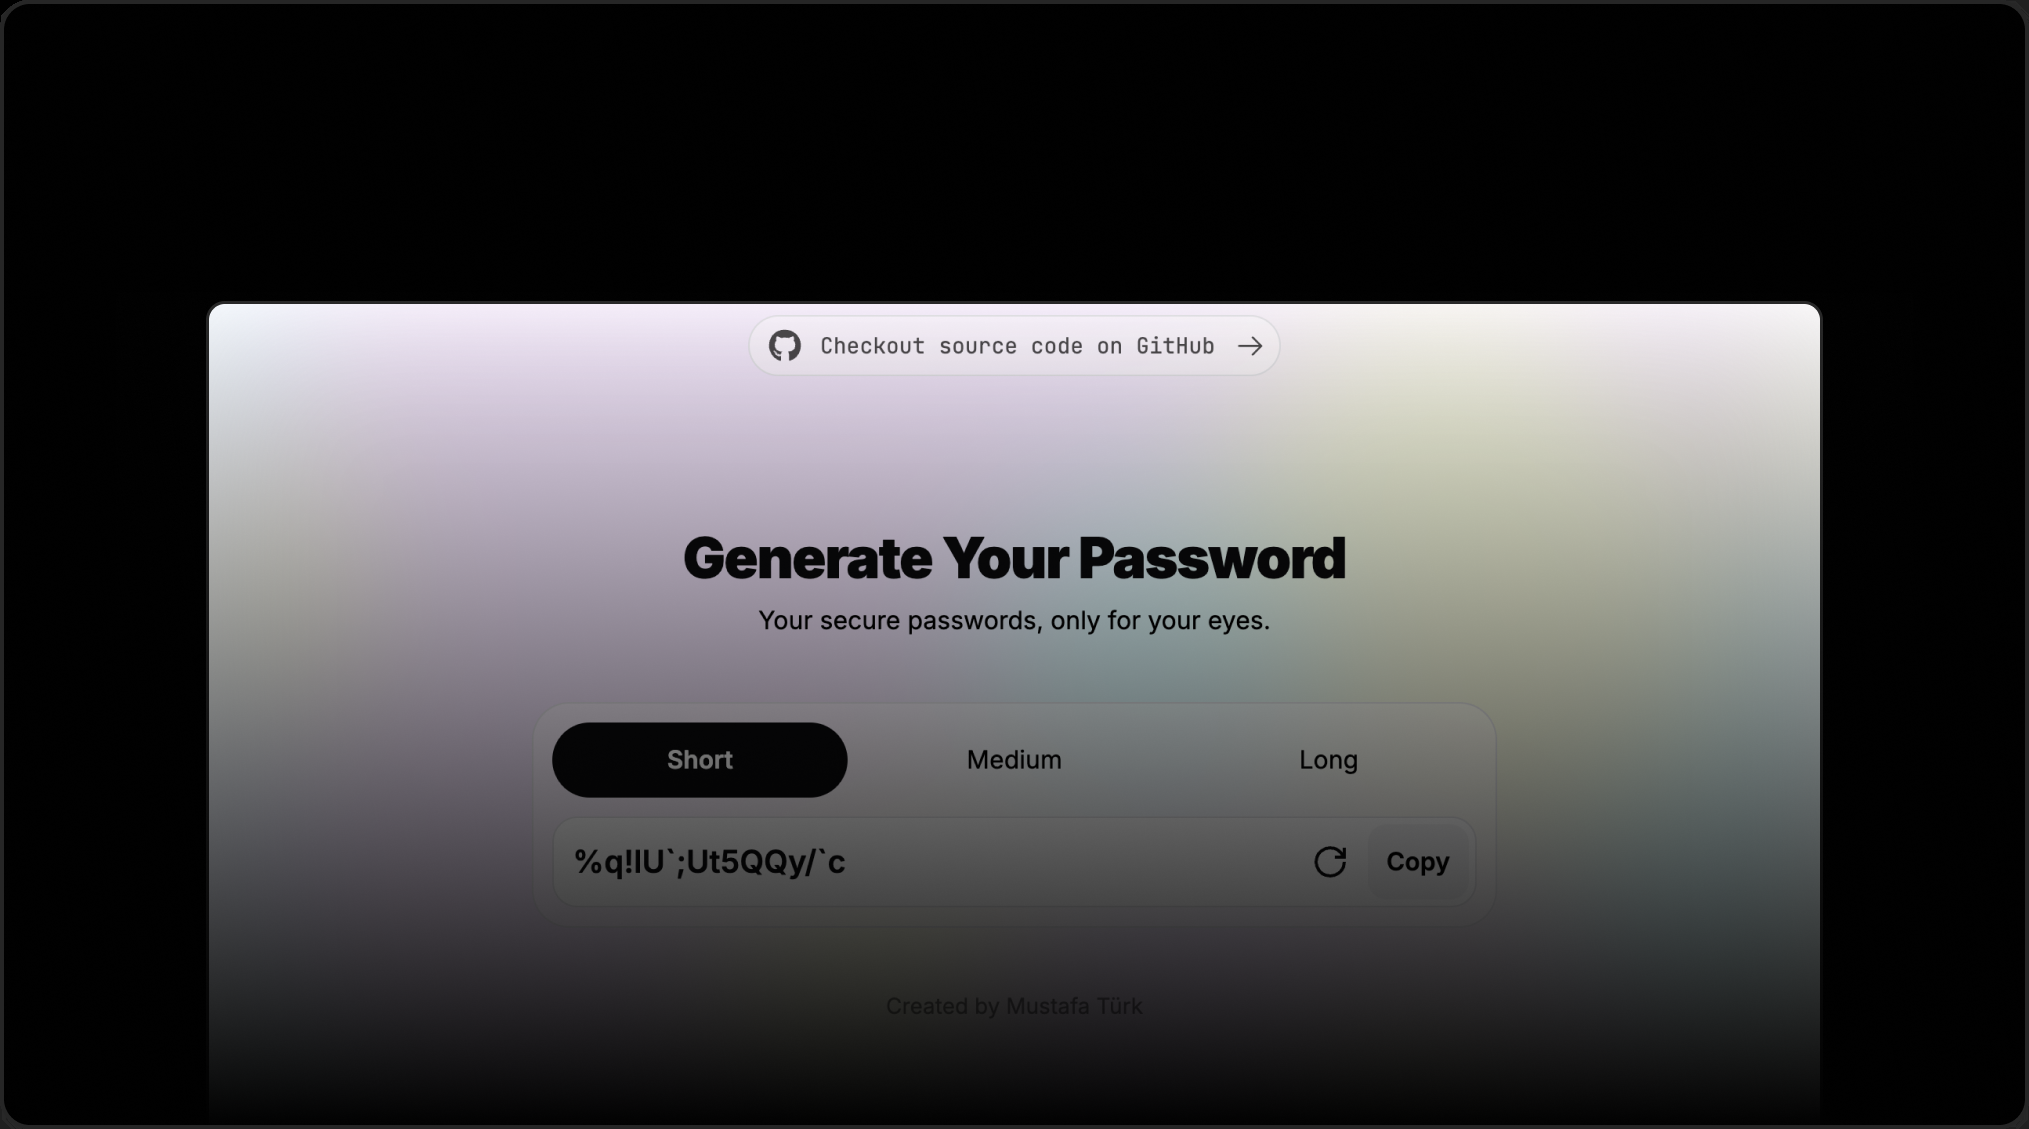 Checkout source code on GitHub
Generate Your Password
Your secure passwords, only for your eyes.
Short
Medium
Long
%q!IU`;Ut5QQy/`c
Copy
Created by Mustafa Türk